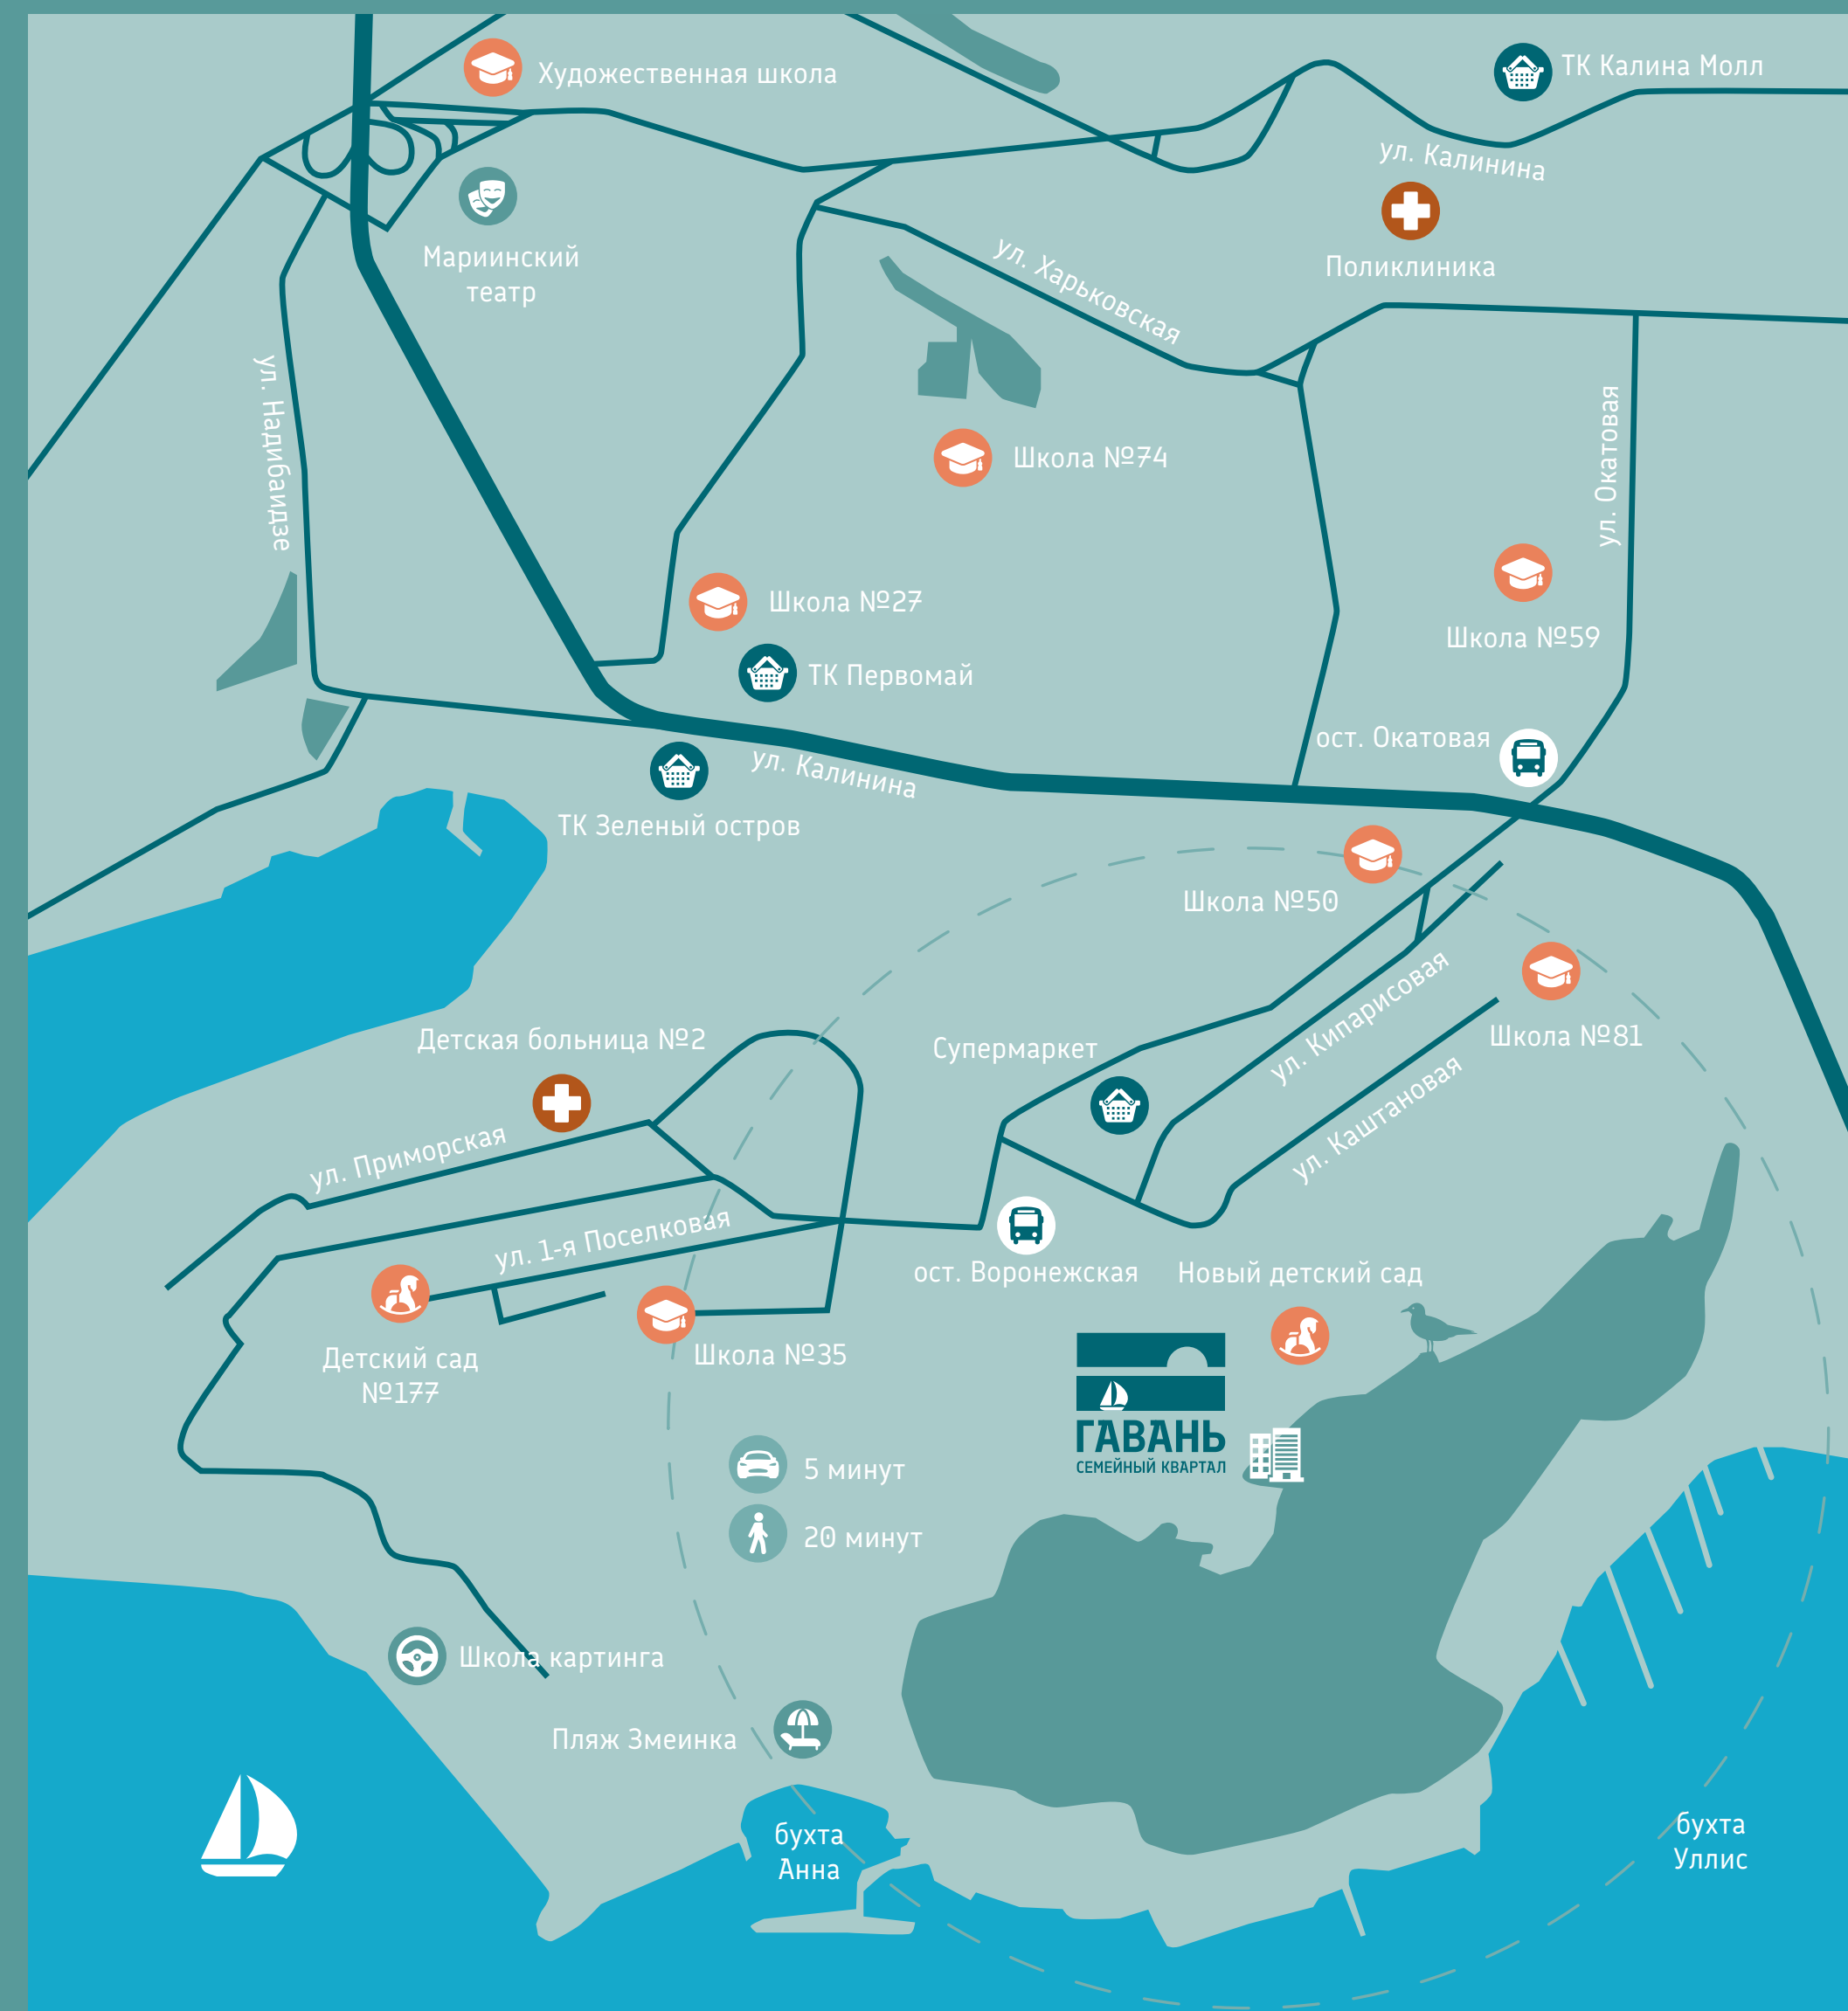 Художественная школа
ТК Калина Молл
ул. Калинина
Мариинский
театр
Поликлиника
ул. Харьковская
ул. Надибаидзе
Школа №74
ул. Окатовая
Школа №27
ТК Первомай
Школа №59
ост. Окатовая
ул. Калинина
ТК Зеленый остров
Школа №50
Детская больница №2
Супермаркет
ул. Кипарисовая
Школа №81
ул. Каштановая
ул. Приморская
ул. 1-я Поселковая
ост. Воронежская
Новый детский сад
Детский сад
№177
Школа №35
ГАВАНЬ
СЕМЕЙНЫЙ КВАРТАЛ
5 минут
20 минут
Школа картинга
Пляж Змеинка
бухта
Анна
бухта
Уллис